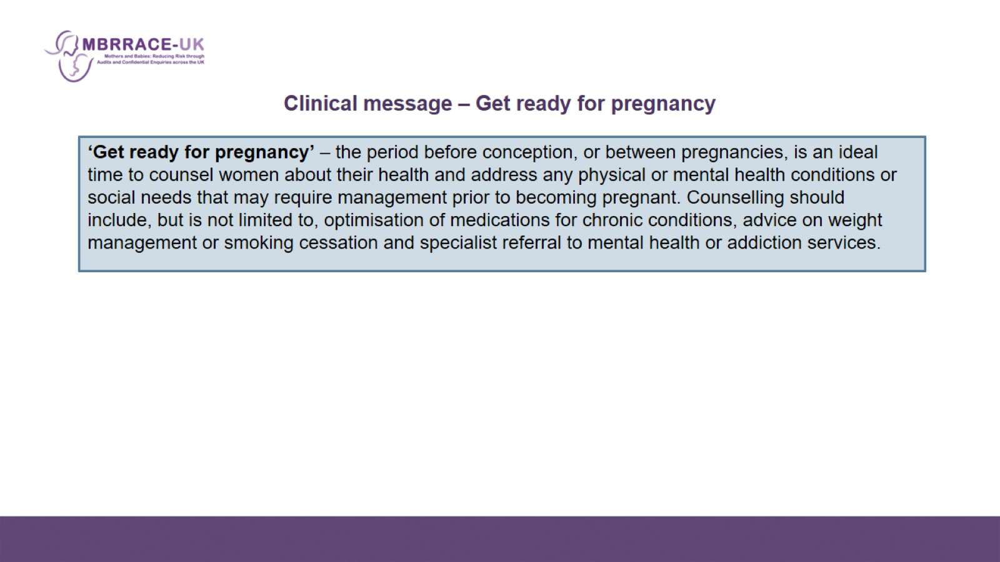 MBRRACE-UK
Mothers and Babies: Reducing Risk through
Audits and Confidential Enquiries across the UK
Clinical message – Get ready for pregnancy
‘Get ready for pregnancy’ – the period before conception, or between pregnancies, is an ideal
time to counsel women about their health and address any physical or mental health conditions or
social needs that may require management prior to becoming pregnant. Counselling should
include, but is not limited to, optimisation of medications for chronic conditions, advice on weight
management or smoking cessation and specialist referral to mental health or addiction services.